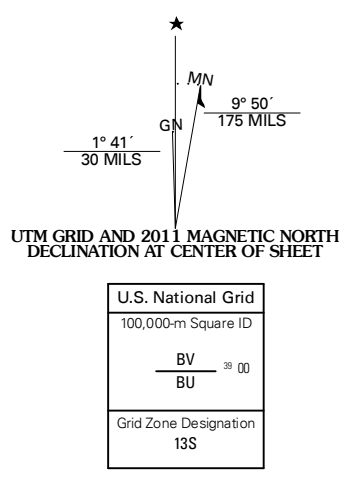 ★
MN
9° 50´
175 MILS
GN
1° 41´
30 MILS
UTM GRID AND 2011 MAGNETIC NORTH
DECLINATION AT CENTER OF SHEET
U.S. National Grid
100,000-m Square ID
BV
39 00
BU
Grid Zone Designation
13S